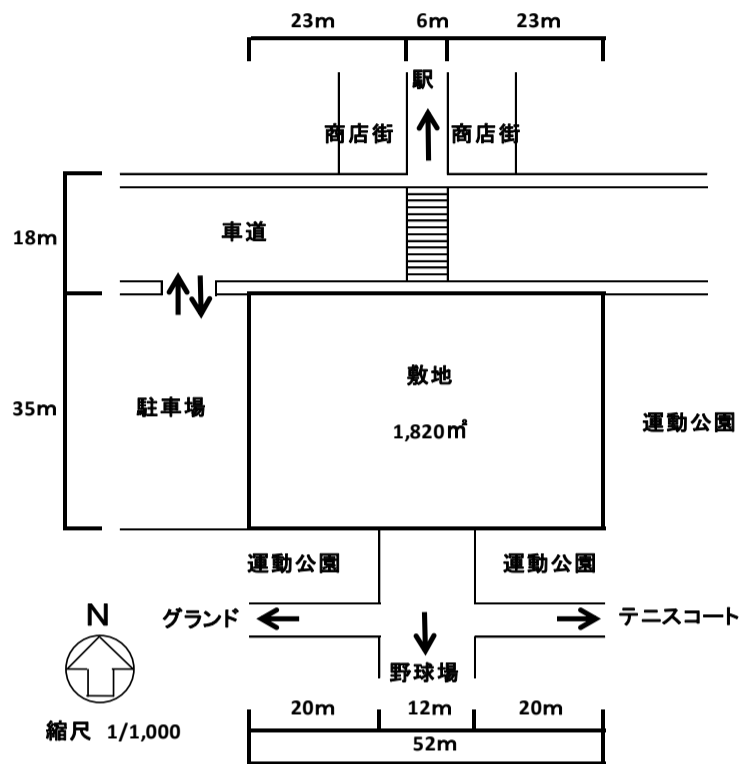 23m 6m 23m
駅
商店街 商店街
18m
車道
35m
駐車場
敷地
1,820㎡
運動公園
運動公園 運動公園
N
グランド
テニスコート
野球場
縮尺 1/1,000
20m 12m 20m
52m